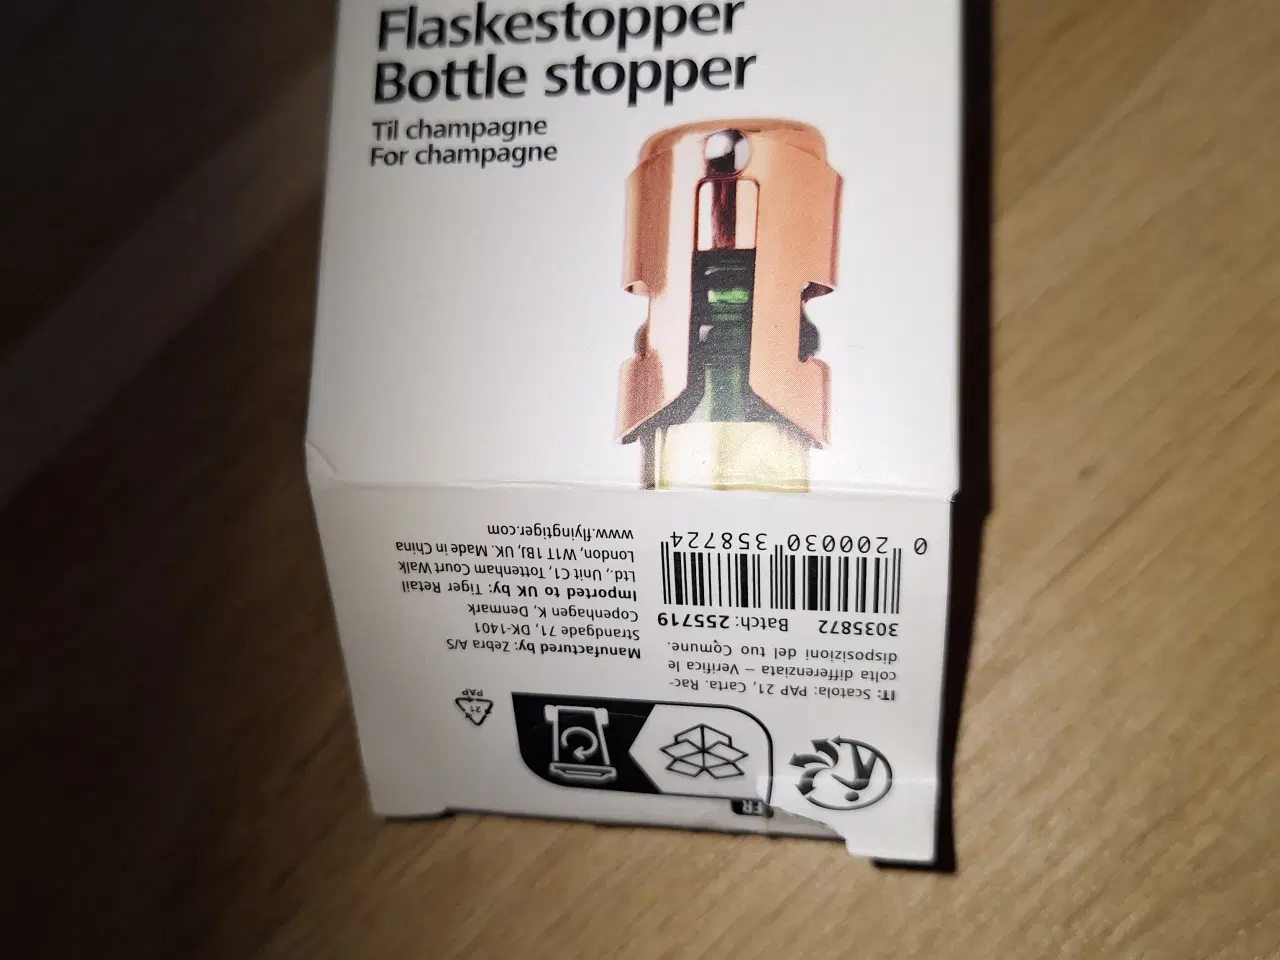 Flaskestopper
Bottle stopper
Til champagne
For champagne
FR
21
PAP
IT: Scatola: PAP 21, Carta. Rac-
colta differenziata – Verifica le
disposizioni del tuo Comune.
3035872 Batch: 255719
0 200030 358724
Manufactured by: Zebra A/S
Strandgade 71, DK-1401
Copenhagen K, Denmark
Imported to UK by: Tiger Retail
Ltd., Unit C1, Tottenham Court Walk
London, W1T 1BJ, UK. Made in China
www.flyingtiger.com